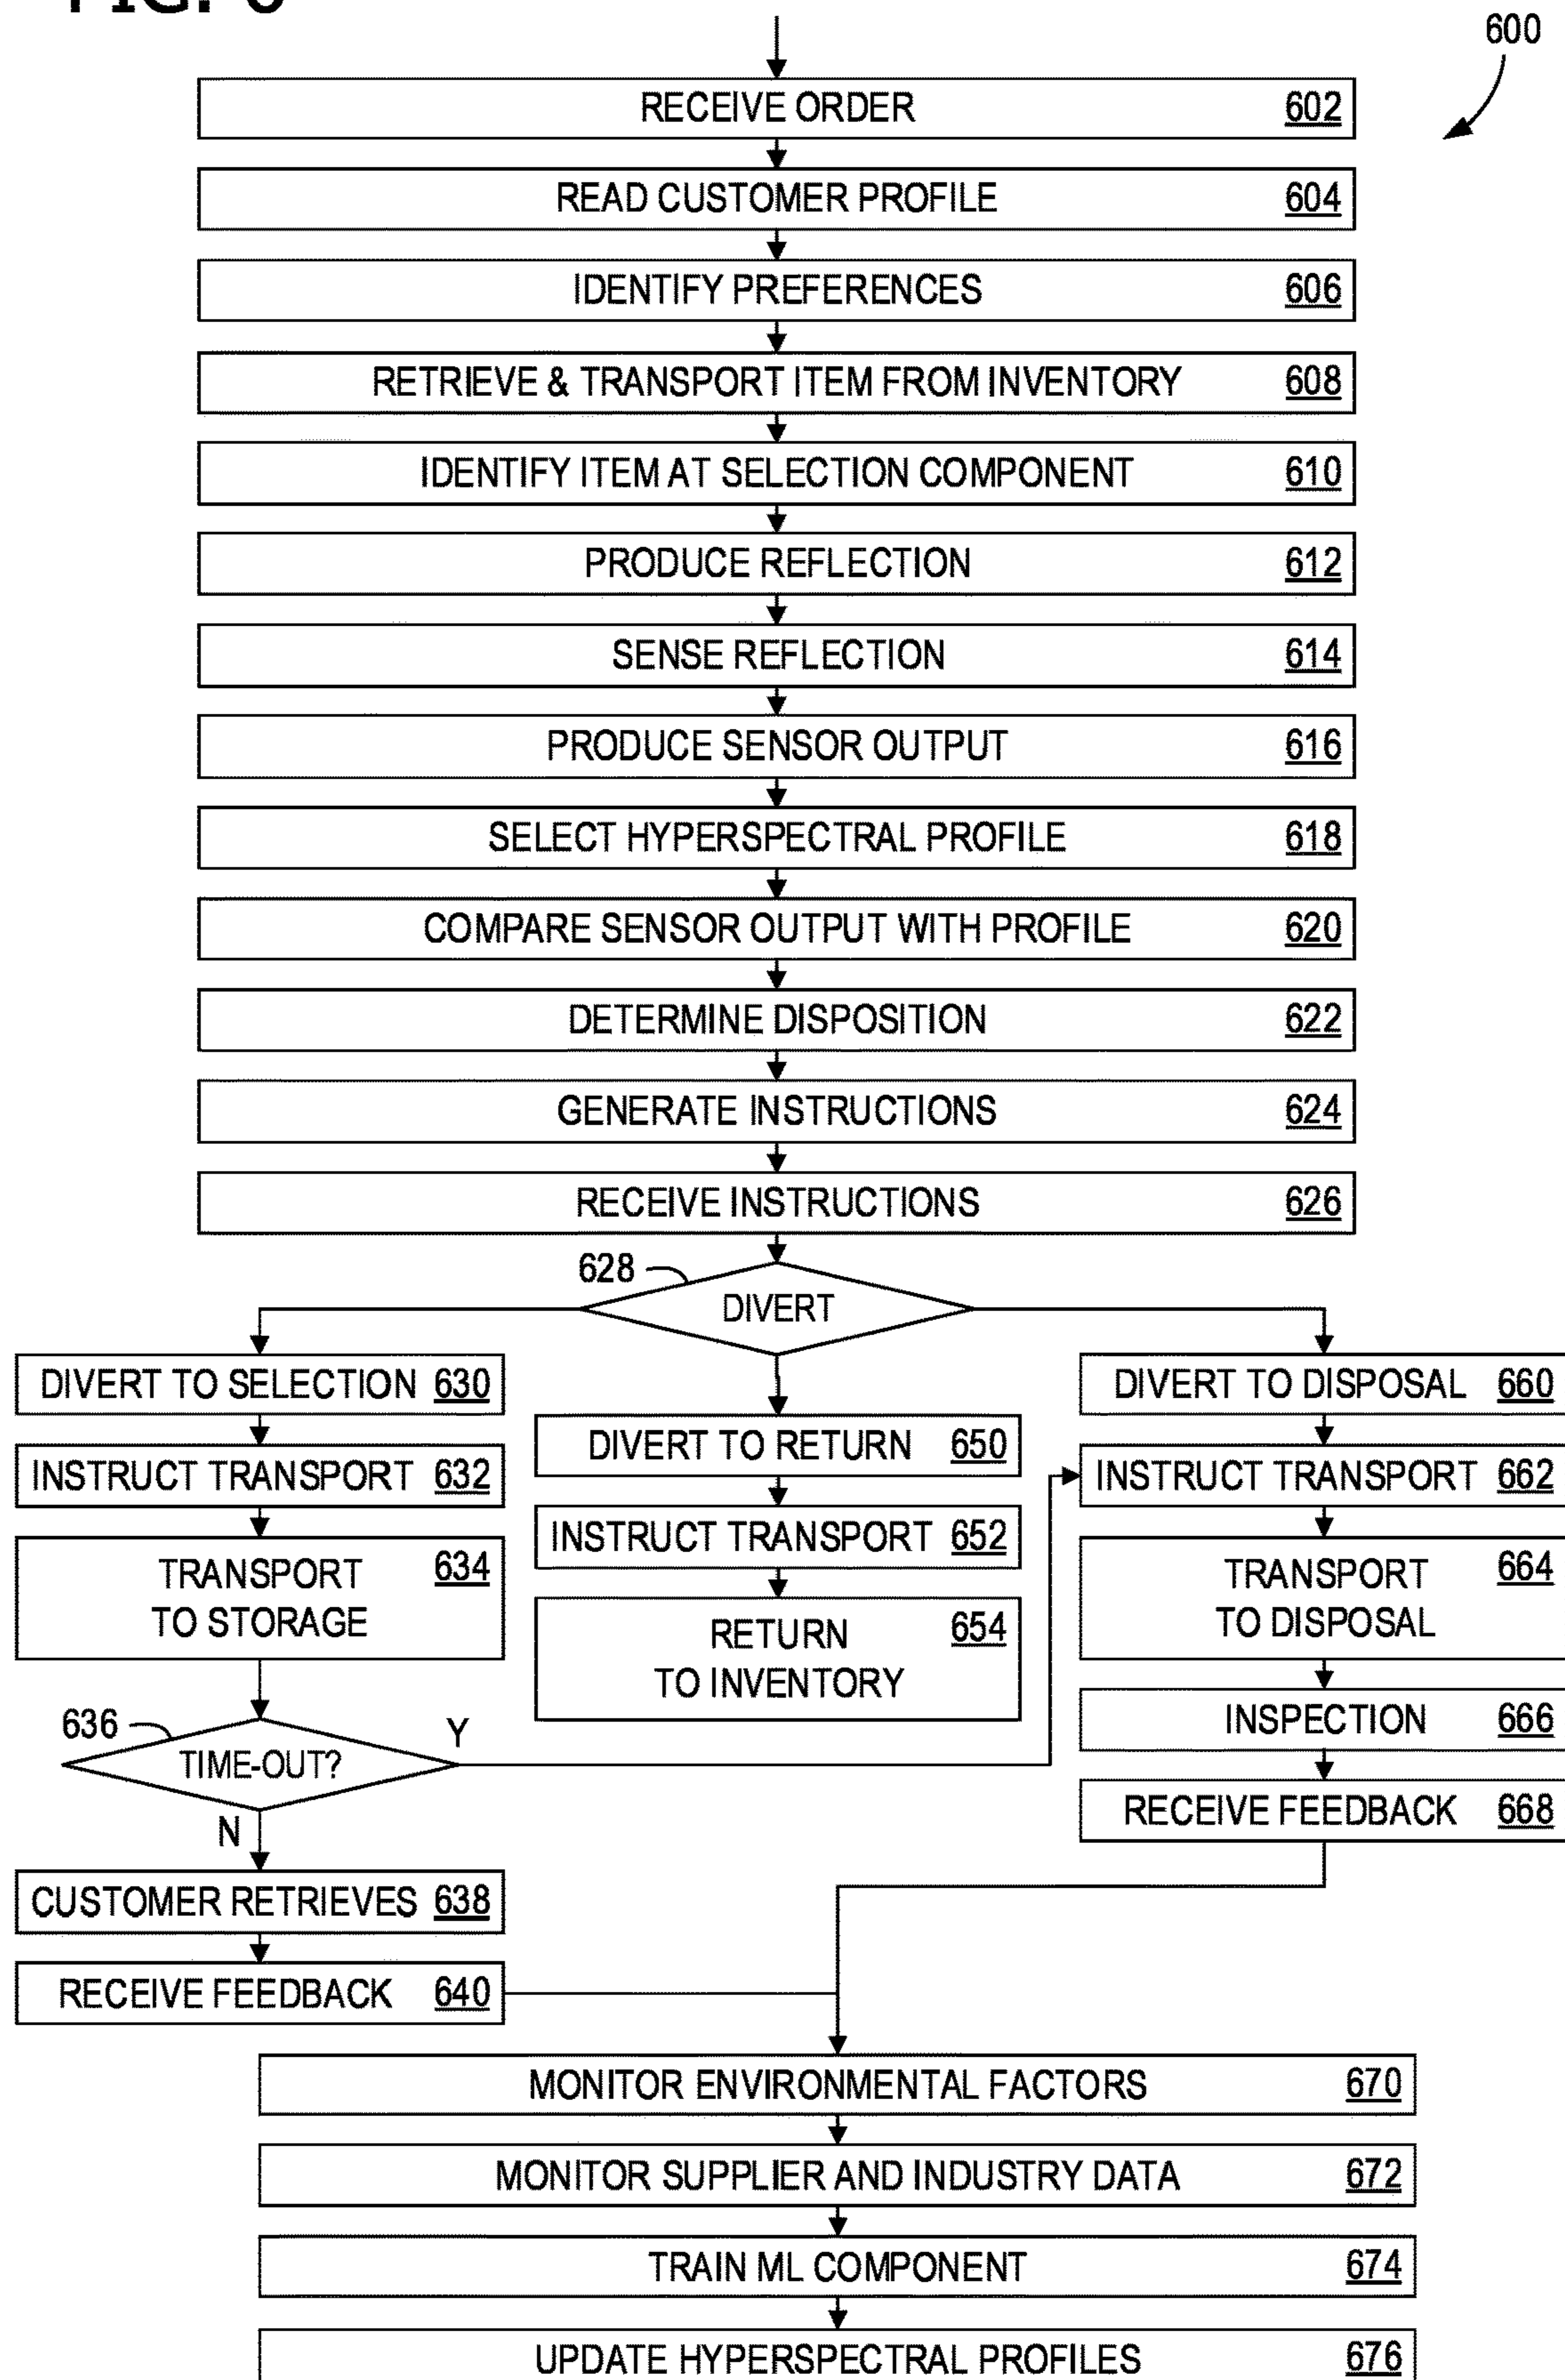 FIG. 6
600
RECEIVE ORDER 602
READ CUSTOMER PROFILE 604
IDENTIFY PREFERENCES 606
RETRIEVE & TRANSPORT ITEM FROM INVENTORY 608
IDENTIFY ITEM AT SELECTION COMPONENT 610
PRODUCE REFLECTION 612
SENSE REFLECTION 614
PRODUCE SENSOR OUTPUT 616
SELECT HYPERSPECTRAL PROFILE 618
COMPARE SENSOR OUTPUT WITH PROFILE 620
DETERMINE DISPOSITION 622
GENERATE INSTRUCTIONS 624
RECEIVE INSTRUCTIONS 626
628
DIVERT
DIVERT TO SELECTION 630
INSTRUCT TRANSPORT 632
TRANSPORT 634
TO STORAGE
636
TIME-OUT?
Y
N
CUSTOMER RETRIEVES 638
RECEIVE FEEDBACK 640
DIVERT TO RETURN 650
INSTRUCT TRANSPORT 652
RETURN 654
TO INVENTORY
DIVERT TO DISPOSAL 660
INSTRUCT TRANSPORT 662
TRANSPORT 664
TO DISPOSAL
INSPECTION 666
RECEIVE FEEDBACK 668
MONITOR ENVIRONMENTAL FACTORS 670
MONITOR SUPPLIER AND INDUSTRY DATA 672
TRAIN ML COMPONENT 674
UPDATE HYPERSPECTRAL PROFILES 676